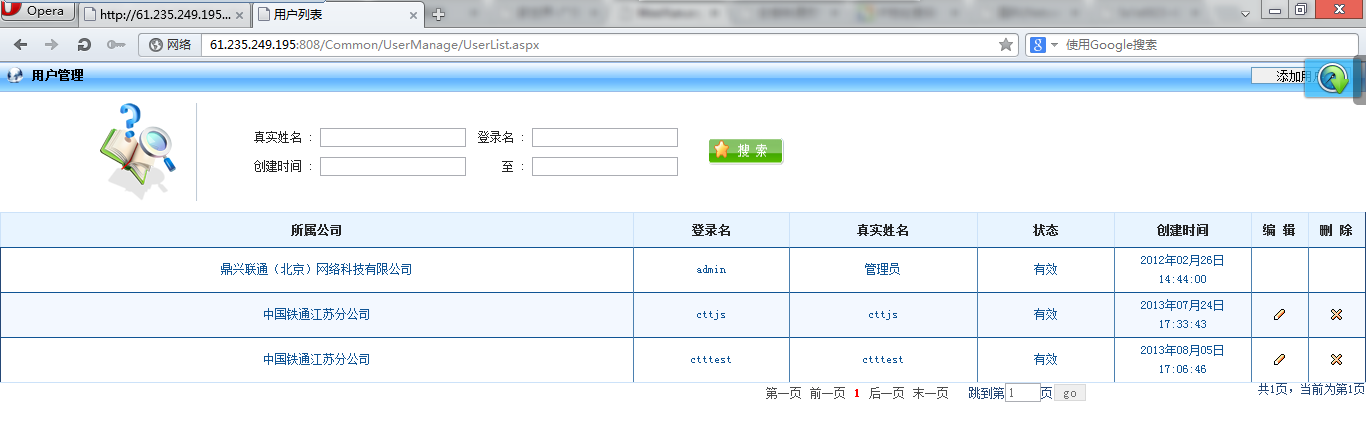 Opera
http://61.235.249.195...
用户列表
网络
61.235.249.195:808/Common/UserManage/UserList.aspx
使用Google搜索
用户管理
添加用
真实姓名 :
登录名 :
搜 索
创建时间 :
至 :
所属公司 登录名 真实姓名 状态 创建时间 编 辑 删 除
鼎兴联通（北京）网络科技有限公司 admin 管理员 有效 2012年02月26日
14:44:00
中国铁通江苏分公司 cttjs cttjs 有效 2013年07月24日
17:33:43
中国铁通江苏分公司 ctttest ctttest 有效 2013年08月05日
17:06:46
第一页 前一页 1 后一页 末一页 跳到第 1 页 go
共1页，当前为第1页